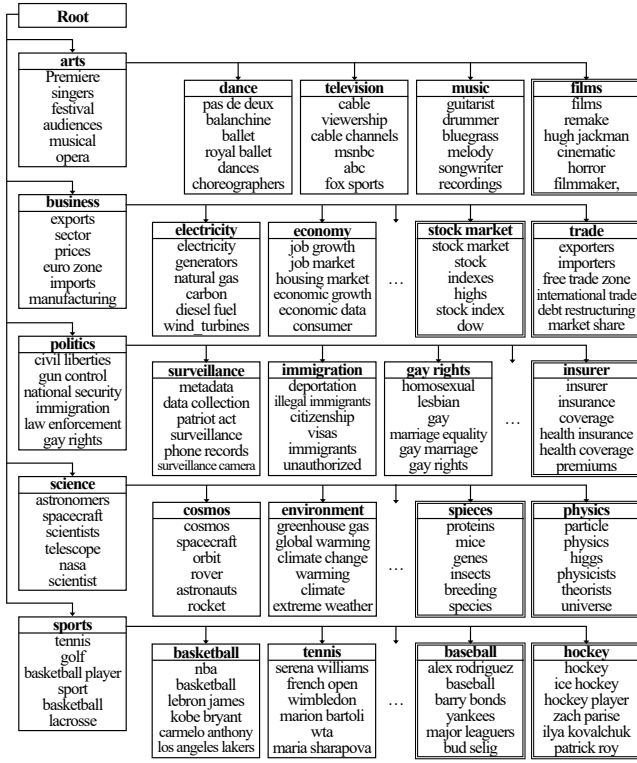 Root
arts
Premiere
singers
festival
audiences
musical
opera
dance
pas de deux
balanchine
ballet
royal ballet
dances
choreographers
television
cable
viewership
cable channels
msnbc
abc
fox sports
music
guitarist
drummer
bluegrass
melody
songwriter
recordings
films
films
remake
hugh jackman
cinematic
horror
filmmaker,
business
exports
sector
prices
euro zone
imports
manufacturing
electricity
electricity
generators
natural gas
carbon
diesel fuel
wind_turbines
economy
job growth
job market
housing market
economic growth
economic data
consumer
...
stock market
stock market
stock
indexes
highs
stock index
dow
trade
exporters
importers
free trade zone
international trade
debt restructing
market share
politics
civil liberties
gun control
national security
immigration
law enforcement
gay rights
surveillance
metadata
data collection
patriot act
surveillance
phone records
surveillance camera
immigration
deportation
illegal immigrants
citizenship
visas
immigrants
unauthorized
gay rights
homosexual
lesbian
gay
marriage equality
gay marriage
gay rights
...
insurer
insurer
insurance
coverage
health insurance
health coverage
premiums
science
astronomers
spacecraft
scientists
telescope
nasa
scientist
cosmos
cosmos
spacecraft
orbit
rover
astronauts
rocket
environment
greenhouse gas
global warming
climate change
warming
climate
extreme weather
...
spieces
proteins
mice
genes
insects
breeding
species
physics
particle
physics
higgs
physicists
theorists
universe
sports
tennis
golf
basketball player
sport
basketball
lacrosse
basketball
nba
basketball
lebron james
kobe bryant
carmelo anthony
los angeles lakers
tennis
serena williams
french open
wimbledon
marion bartoli
wta
maria sharapova
...
baseball
alex rodriguez
baseball
barry bonds
yankees
major leaguers
bud selig
hockey
hockey
ice hockey
hockey player
zach parise
ilya kovalchuk
patrick roy